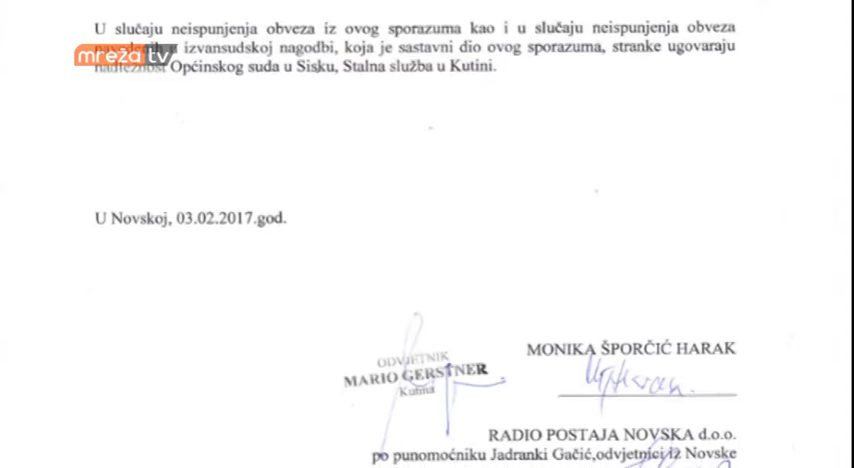 U slučaju neispunjenja obveza iz ovog sporazuma kao i u slučaju neispunjenja obveza
izvansudskoj nagodbi, koja je sastavni dio ovog sporazuma, stranke ugovaraju
mreža tv
nadležnost Općinskog suda u Sisku, Stalna služba u Kutini.
U Novskoj, 03.02.2017.god.
ODVJETNIK
MARIO GERSTNER
Kutina
MONIKA ŠPORČIĆ HARAK
RADIO POSTAJA NOVSKA d.o.o.
po punomoćniku Jadranki Gačić,odvjetnici iz Novske